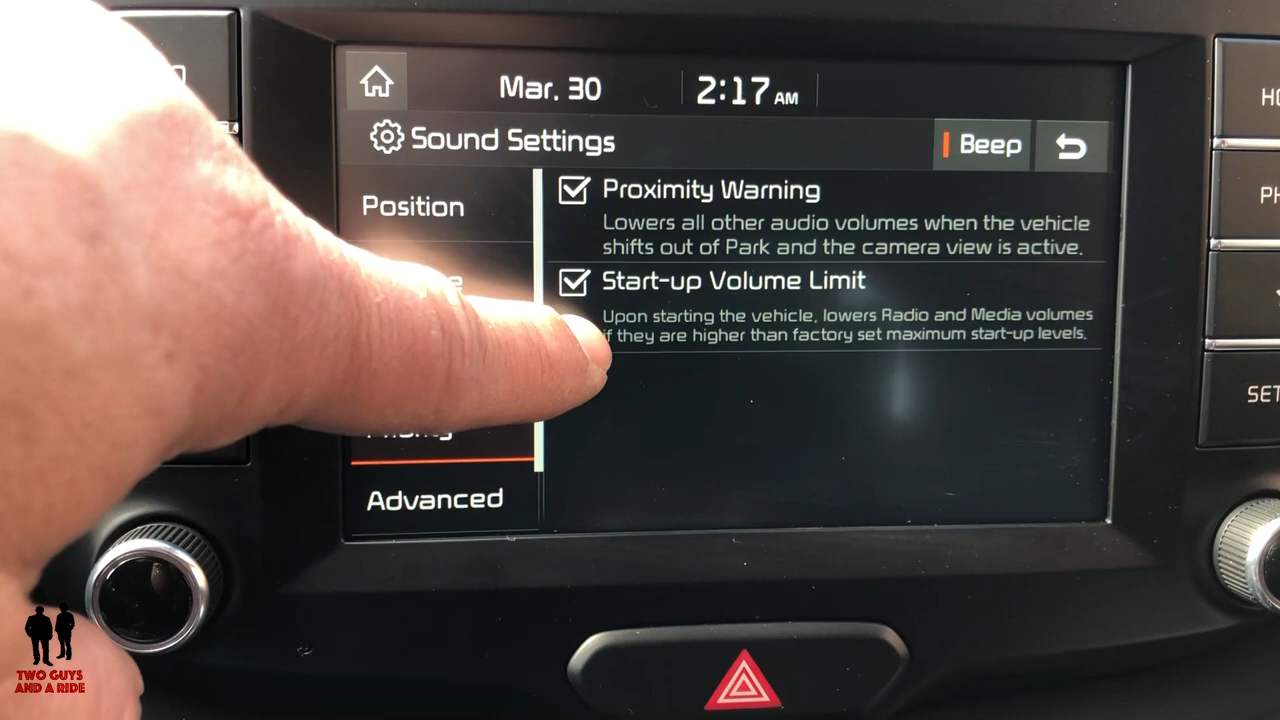 Mar. 30
2:17 AM
Sound Settings
Beep
Position
Proximity Warning
Lowers all other audio volumes when the vehicle
shifts out of Park and the camera view is active.
Start-up Volume Limit
Upon starting the vehicle, lowers Radio and Media volumes
if they are higher than factory set maximum start-up levels.
Advanced
TWO GUYS
AND A RIDE